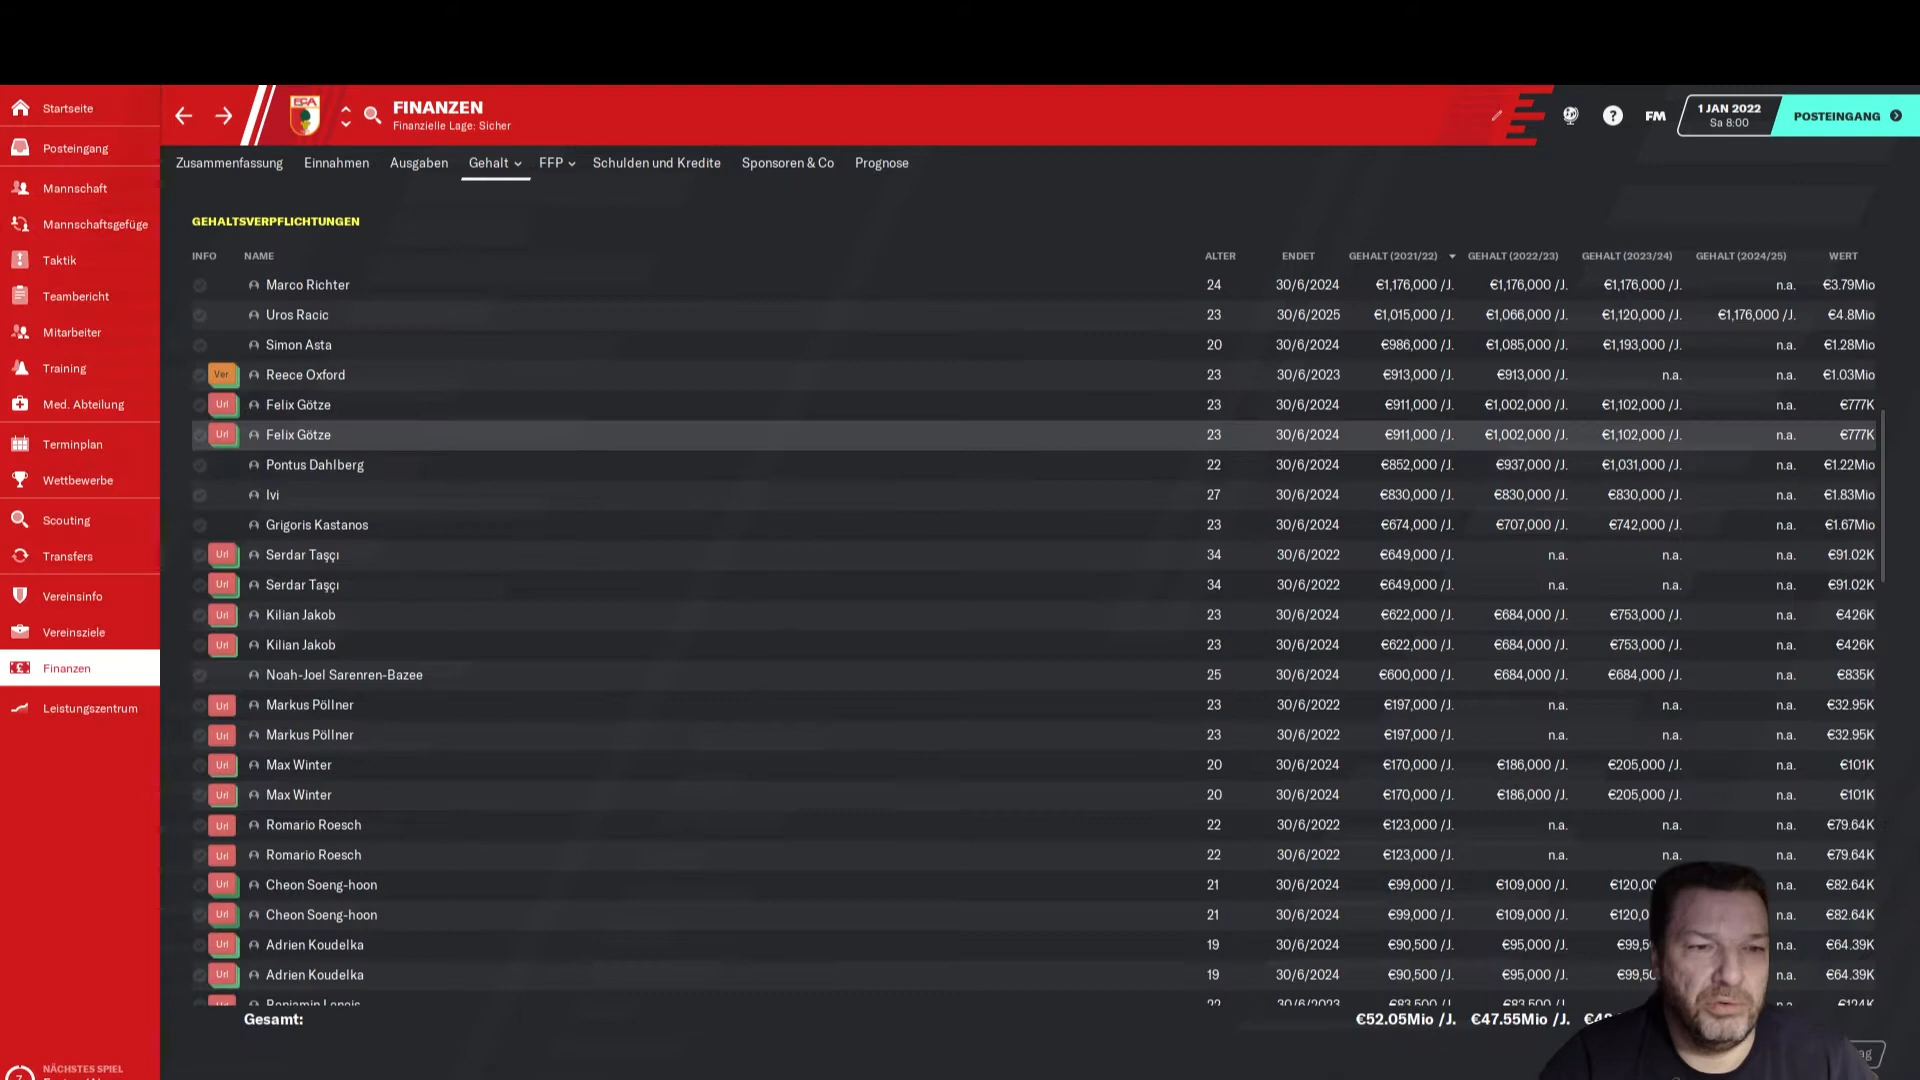 FCA
FINANZEN
Finanzielle Lage: Sicher
FM
1 JAN 2022
Sa 8:00
POSTEINGANG
Startseite
Posteingang
Mannschaft
Mannschaftsgefüge
Taktik
Teambericht
Mitarbeiter
Training
Med. Abteilung
Terminplan
Wettbewerbe
Scouting
Transfers
Vereinsinfo
Vereinsziele
Finanzen
Leistungszentrum
NÄCHSTES SPIEL
Zusammenfassung Einnahmen Ausgaben Gehalt FFP Schulden und Kredite Sponsoren & Co Prognose
GEHALTSVERPFLICHTUNGEN
INFO NAME ALTER ENDET GEHALT (2021/22) GEHALT (2022/23) GEHALT (2023/24) GEHALT (2024/25) WERT
Marco Richter 24 30/6/2024 €1,176,000 /J. €1,176,000 /J. €1,176,000 /J. n.a. €3.79Mio
Uros Racic 23 30/6/2025 €1,015,000 /J. €1,066,000 /J. €1,120,000 /J. €1,176,000 /J. €4.8Mio
Simon Asta 20 30/6/2024 €986,000 /J. €1,085,000 /J. €1,193,000 /J. n.a. €1.28Mio
Ver Reece Oxford 23 30/6/2023 €913,000 /J. €913,000 /J. n.a. n.a. €1.03Mio
Url Felix Götze 23 30/6/2024 €911,000 /J. €1,002,000 /J. €1,102,000 /J. n.a. €777K
Url Felix Götze 23 30/6/2024 €911,000 /J. €1,002,000 /J. €1,102,000 /J. n.a. €777K
Pontus Dahlberg 22 30/6/2024 €852,000 /J. €937,000 /J. €1,031,000 /J. n.a. €1.22Mio
Ivi 27 30/6/2024 €830,000 /J. €830,000 /J. €830,000 /J. n.a. €1.83Mio
Grigoris Kastanos 23 30/6/2024 €674,000 /J. €707,000 /J. €742,000 /J. n.a. €1.67Mio
Url Serdar Taşçı 34 30/6/2022 €649,000 /J. n.a. n.a. n.a. €91.02K
Url Serdar Taşçı 34 30/6/2022 €649,000 /J. n.a. n.a. n.a. €91.02K
Url Kilian Jakob 23 30/6/2024 €622,000 /J. €684,000 /J. €753,000 /J. n.a. €426K
Url Kilian Jakob 23 30/6/2024 €622,000 /J. €684,000 /J. €753,000 /J. n.a. €426K
Noah-Joel Sarenren-Bazee 25 30/6/2024 €600,000 /J. €684,000 /J. €684,000 /J. n.a. €835K
Url Markus Pöllner 23 30/6/2022 €197,000 /J. n.a. n.a. n.a. €32.95K
Url Markus Pöllner 23 30/6/2022 €197,000 /J. n.a. n.a. n.a. €32.95K
Url Max Winter 20 30/6/2024 €170,000 /J. €186,000 /J. €205,000 /J. n.a. €101K
Url Max Winter 20 30/6/2024 €170,000 /J. €186,000 /J. €205,000 /J. n.a. €101K
Url Romario Roesch 22 30/6/2022 €123,000 /J. n.a. n.a. n.a. €79.64K
Url Romario Roesch 22 30/6/2022 €123,000 /J. n.a. n.a. n.a. €79.64K
Url Cheon Soeng-hoon 21 30/6/2024 €99,000 /J. €109,000 /J. €120,00 n.a. €82.64K
Url Cheon Soeng-hoon 21 30/6/2024 €99,000 /J. €109,000 /J. €120,0 n.a. €82.64K
Url Adrien Koudelka 19 30/6/2024 €90,500 /J. €95,000 /J. €99,5 n.a. €64.39K
Url Adrien Koudelka 19 30/6/2024 €90,500 /J. €95,000 /J. €99,5 n.a. €64.39K
22 30/6/2023 €83,500 /J. €83,500 /J. n.a. €124K
Gesamt: €52.05Mio /J. €47.55Mio /J.